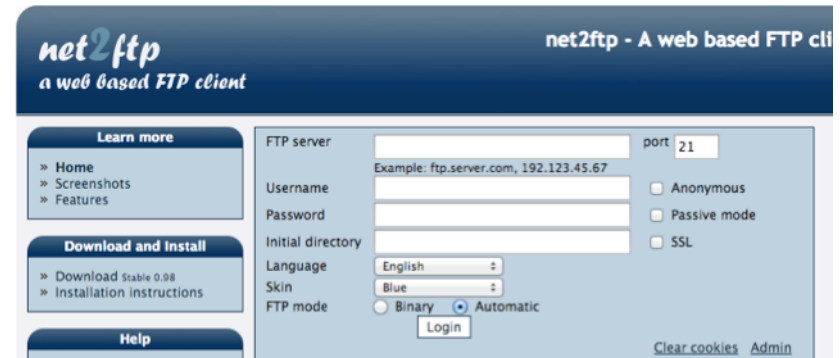 net2ftp
a web based FTP client
net2ftp - A web based FTP cli
Learn more
» Home
» Screenshots
» Features
Download and Install
» Download Stable 0.98
» Installation instructions
Help
FTP server port 21
Example: ftp.server.com, 192.123.45.67
Username Anonymous
Password Passive mode
Initial directory SSL
Language English
Skin Blue
FTP mode Binary Automatic
Login
Clear cookies Admin